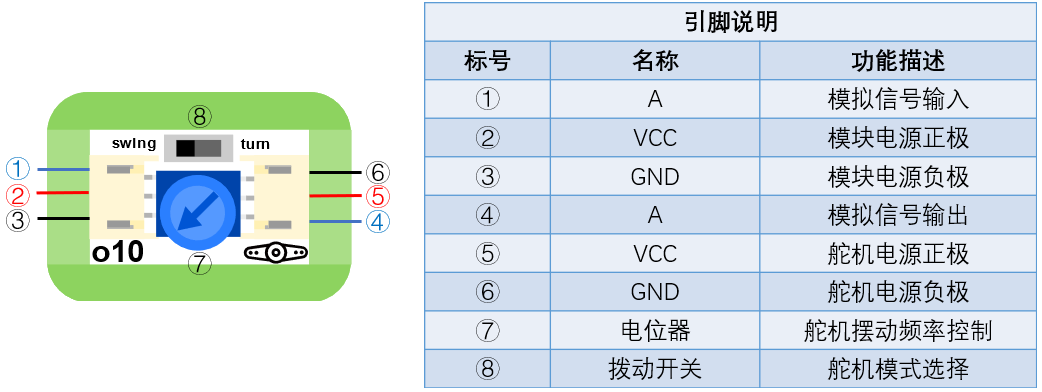 ⑧
swing
turn
①
②
③
⑥
⑤
④
o10
⑦
引脚说明
标号 名称 功能描述
① A 模拟信号输入
② VCC 模块电源正极
③ GND 模块电源负极
④ A 模拟信号输出
⑤ VCC 舵机电源正极
⑥ GND 舵机电源负极
⑦ 电位器 舵机摆动频率控制
⑧ 拨动开关 舵机模式选择